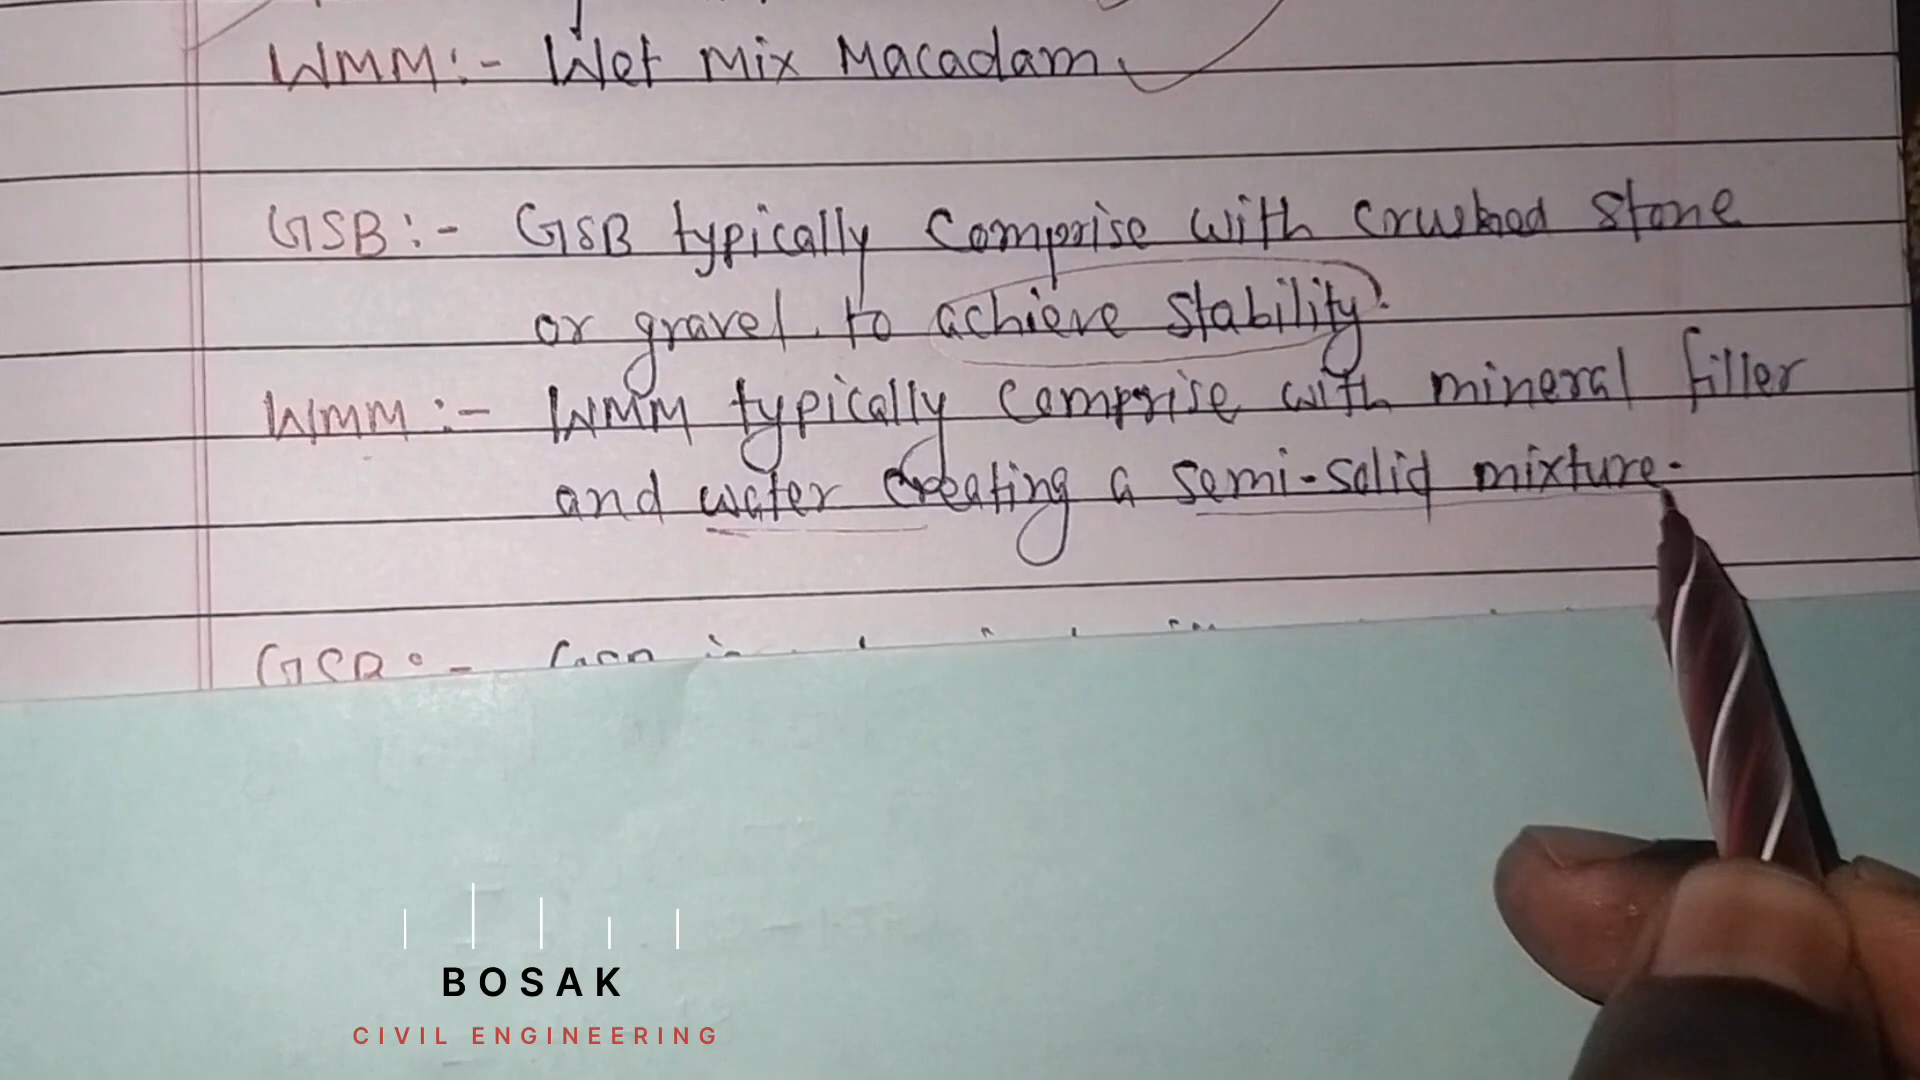 WMM:- Wet Mix Macadam
GSB:- GSB typically comprise with crushed stone
or gravel to achieve stability.
WMM:- WMM typically comprise with mineral filler
and water creating a semi-solid mixture.
GSB:-
BOSAK
CIVIL ENGINEERING